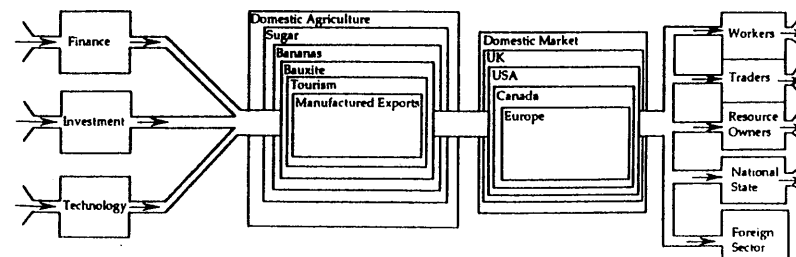 Finance
Investment
Technology
Domestic Agriculture
Sugar
Bananas
Bauxite
Tourism
Manufactured Exports
Domestic Market
UK
USA
Canada
Europe
Workers
Traders
Resource
Owners
National
State
Foreign
Sector